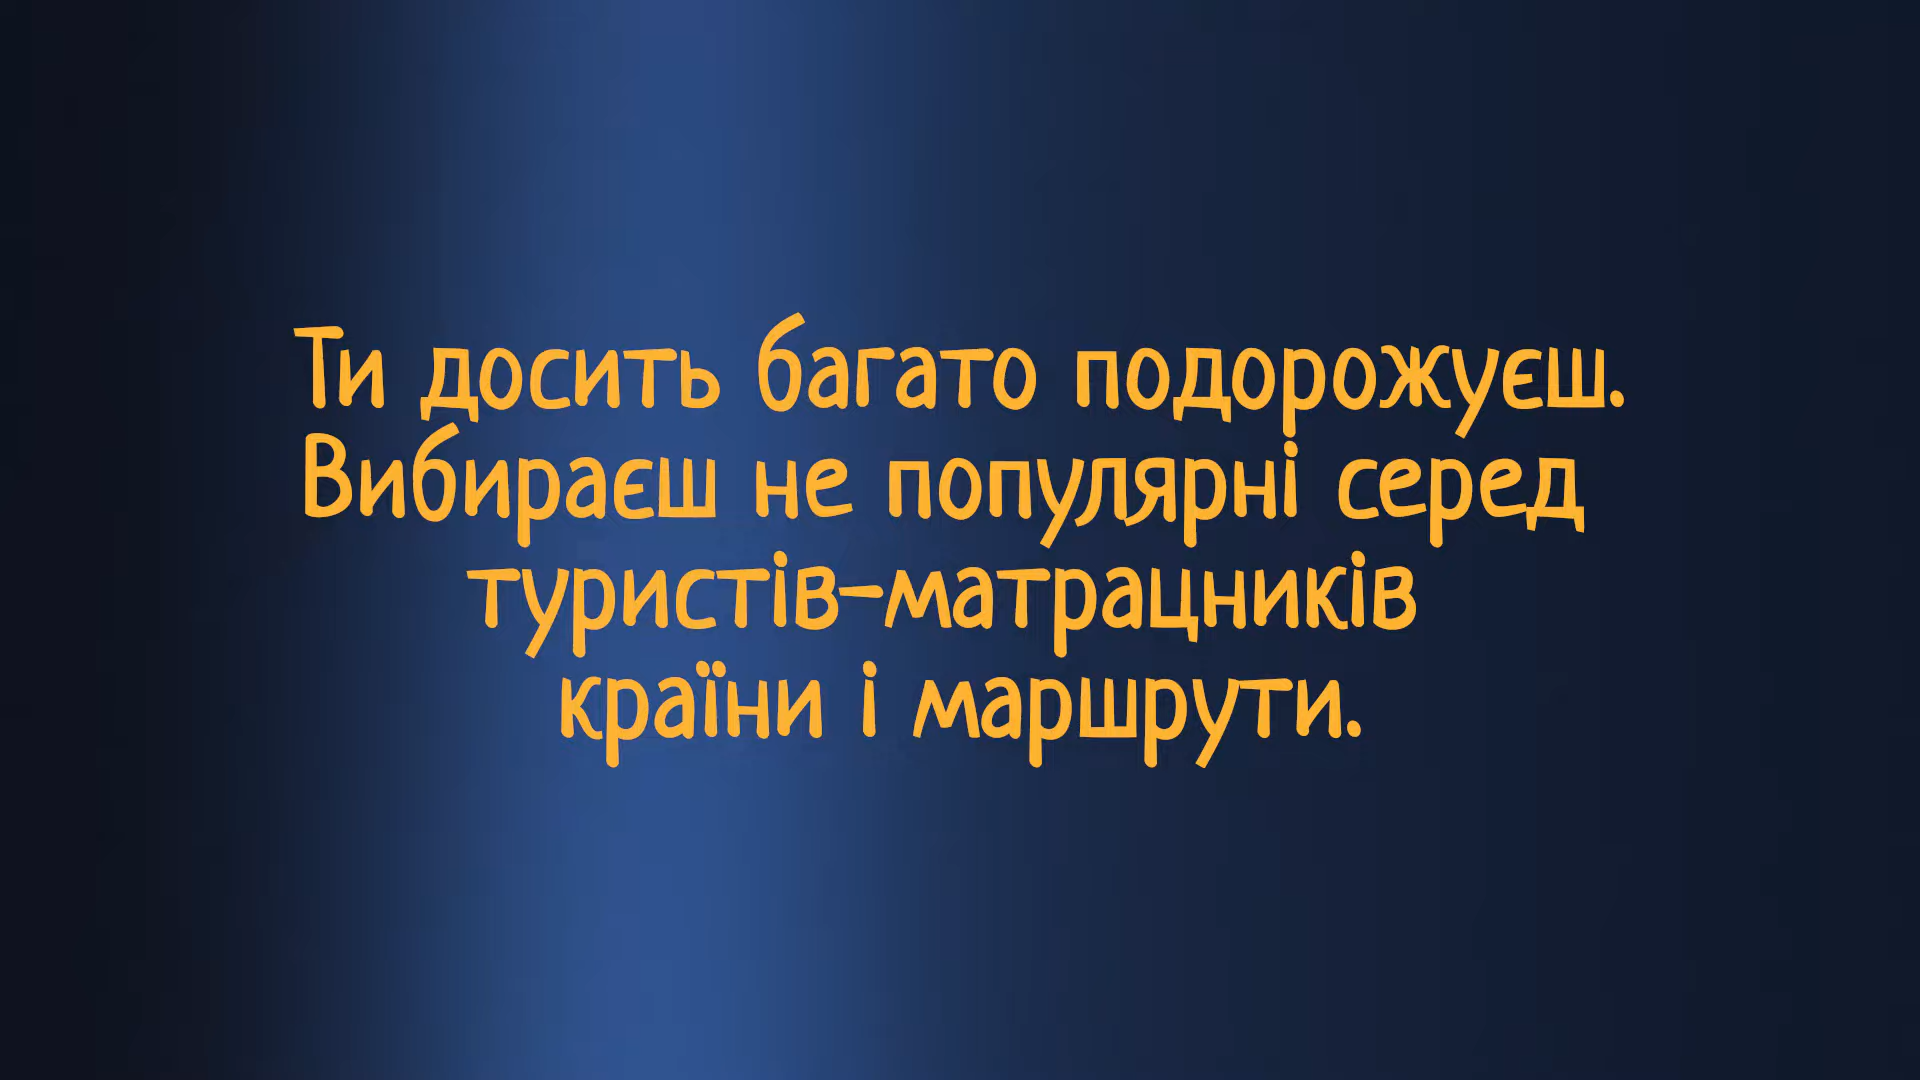 Ти досить багато подорожуєш.
Вибираєш не популярні серед
туристів-матрацників
країни і маршрути.